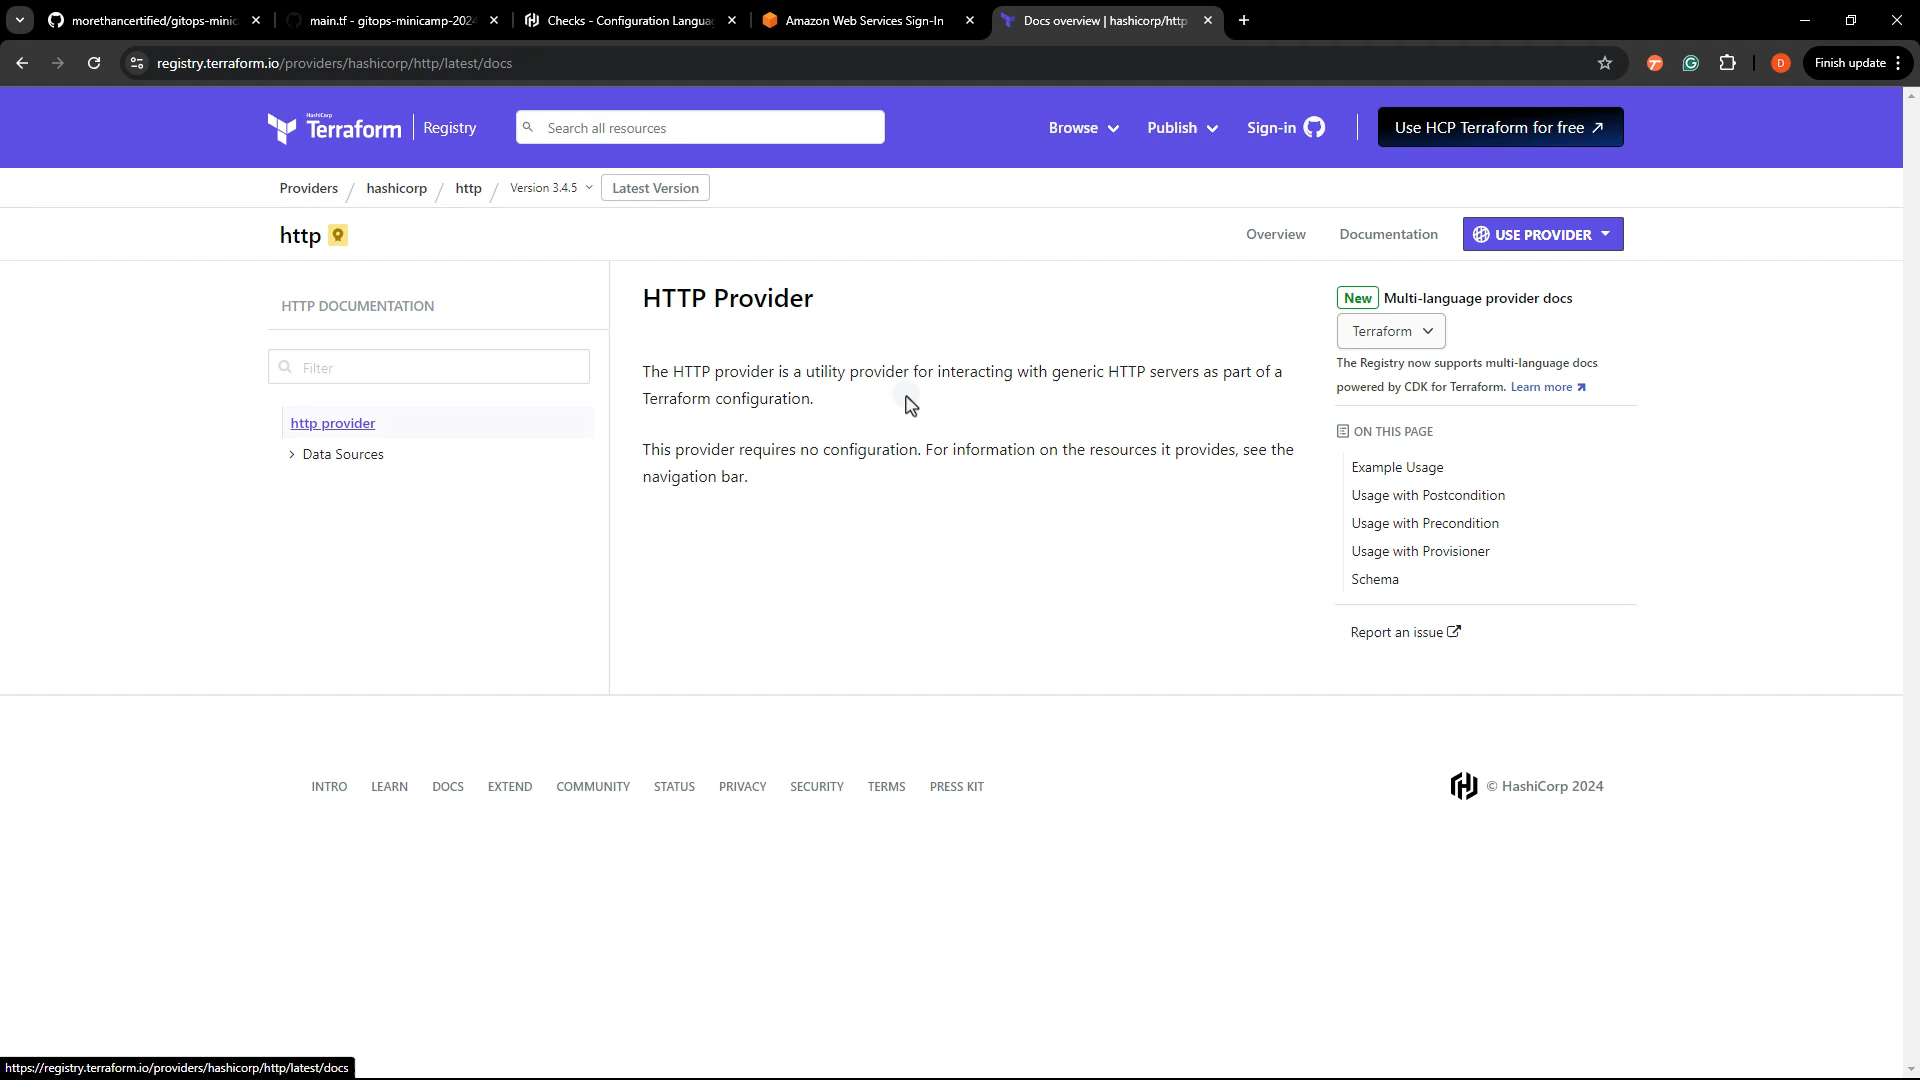 morethancertified/gitops-minic
main.tf - gitops-minicamp-2024
Checks - Configuration Langua
Amazon Web Services Sign-In
Docs overview | hashicorp/http
registry.terraform.io/providers/hashicorp/http/latest/docs
D
Finish update
HashiCorp
Terraform
Registry
Search all resources
Browse
Publish
Sign-in
Use HCP Terraform for free
Providers / hashicorp / http / Version 3.4.5
Latest Version
http
Overview
Documentation
USE PROVIDER
HTTP DOCUMENTATION
Filter
http provider
Data Sources
HTTP Provider
The HTTP provider is a utility provider for interacting with generic HTTP servers as part of a
Terraform configuration.
This provider requires no configuration. For information on the resources it provides, see the
navigation bar.
New Multi-language provider docs
Terraform
The Registry now supports multi-language docs
powered by CDK for Terraform. Learn more
ON THIS PAGE
Example Usage
Usage with Postcondition
Usage with Precondition
Usage with Provisioner
Schema
Report an issue
INTRO LEARN DOCS EXTEND COMMUNITY STATUS PRIVACY SECURITY TERMS PRESS KIT
© HashiCorp 2024
https://registry.terraform.io/providers/hashicorp/http/latest/docs